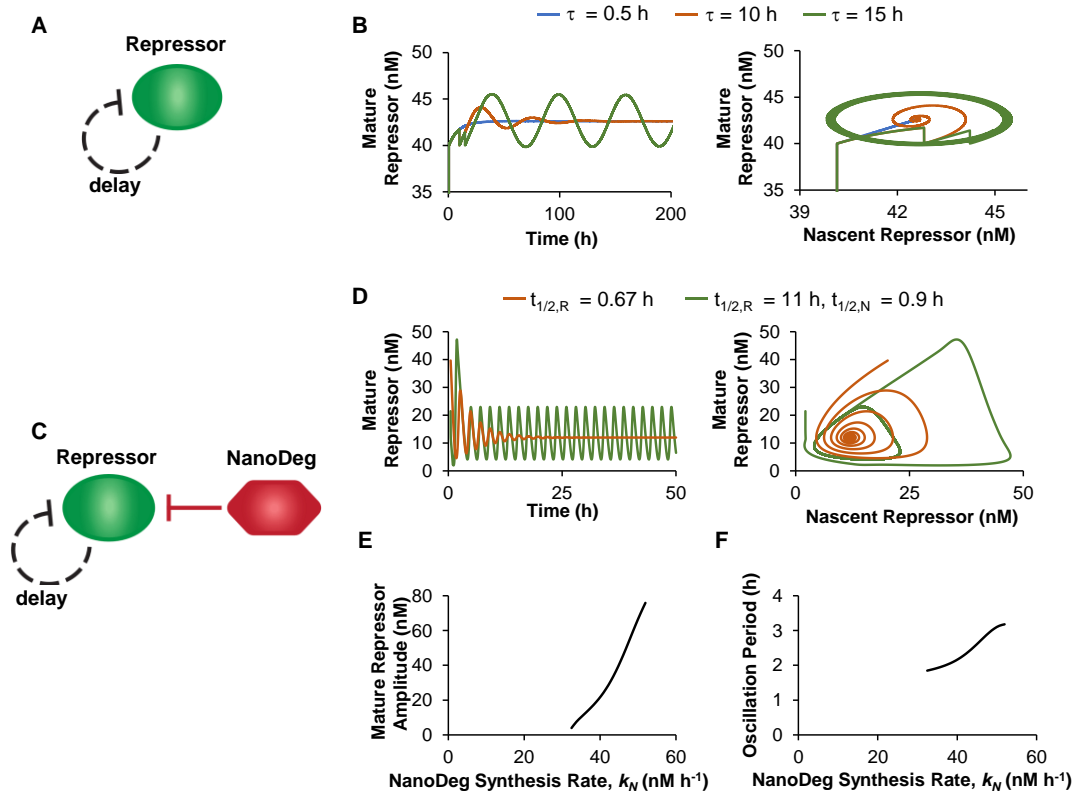 A
Repressor
delay
B
τ = 0.5 h
τ = 10 h
τ = 15 h
Mature
Repressor (nM)
50
45
40
35
0
100
200
Time (h)
Mature
Repressor (nM)
50
45
40
35
39
42
45
Nascent Repressor (nM)
C
Repressor
NanoDeg
delay
D
t1/2,R = 0.67 h
t1/2,R = 11 h, t1/2,N = 0.9 h
Mature
Repressor (nM)
50
40
30
20
10
0
0
25
50
Time (h)
Mature
Repressor (nM)
50
40
30
20
10
0
0
25
50
Nascent Repressor (nM)
E
Mature Repressor
Amplitude (nM)
80
60
40
20
0
0
20
40
60
NanoDeg Synthesis Rate, kN (nM h-1)
F
Oscillation Period (h)
4
3
2
1
0
0
20
40
60
NanoDeg Synthesis Rate, kN (nM h-1)